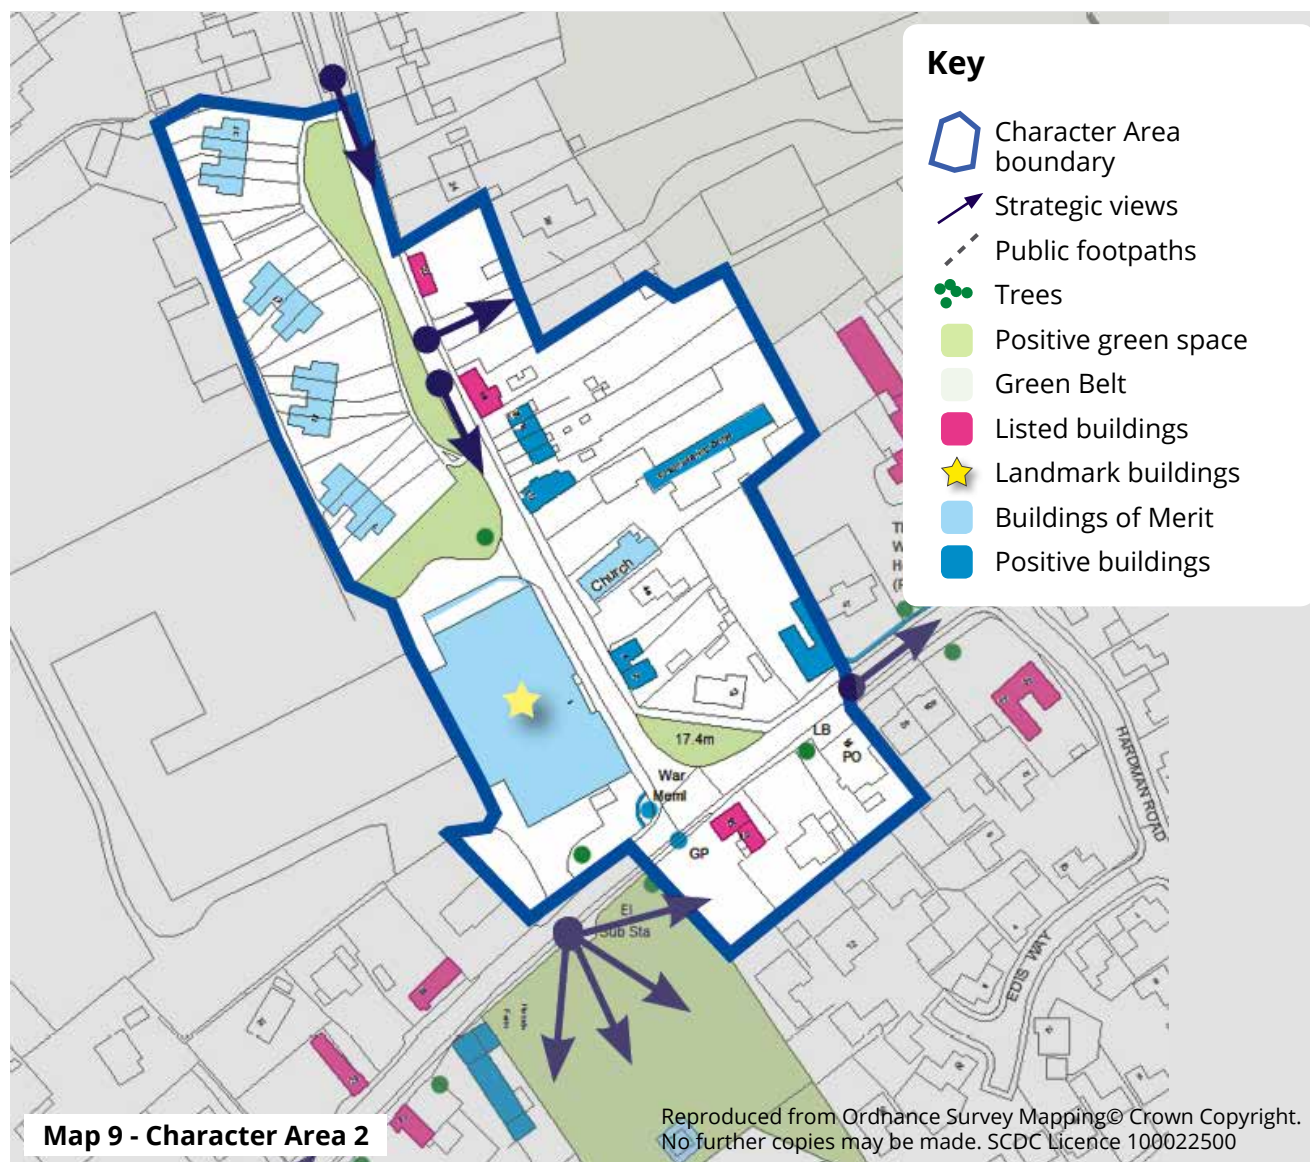 Key
Character Area
boundary
Strategic views
Public footpaths
Trees
Positive green space
Green Belt
Listed buildings
Landmark buildings
Buildings of Merit
Positive buildings
Church
17.4m
LB
PO
War
Meml
GP
El
Sub Sta
HARDMAN ROAD
EDIS WAY
Map 9 - Character Area 2
Reproduced from Ordnance Survey Mapping© Crown Copyright.
No further copies may be made. SCDC Licence 100022500